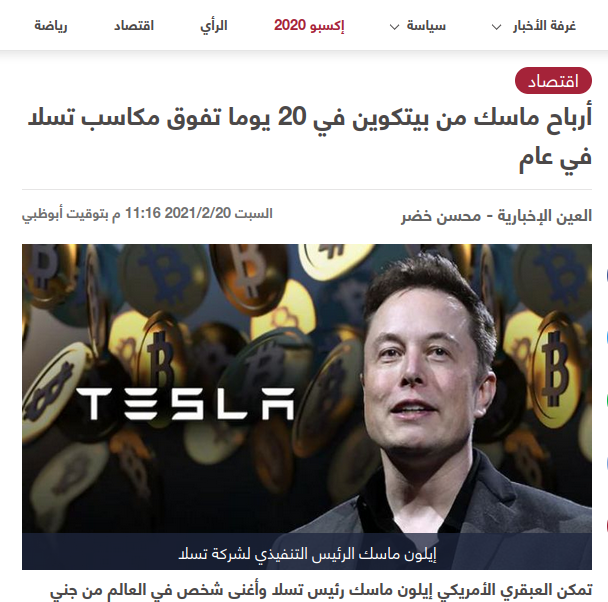 غرفة الأخبار سياسة إكسبو 2020 الرأي اقتصاد رياضة
اقتصاد
أرباح ماسك من بيتكوين في 20 يوما تفوق مكاسب تسلا
في عام
العين الإخبارية - محسن خضر
السبت 2021/2/20 11:16 م بتوقيت أبوظبي
TESLA
إيلون ماسك الرئيس التنفيذي لشركة تسلا
تمكن العبقري الأمريكي إيلون ماسك رئيس تسلا وأغنى شخص في العالم من جني